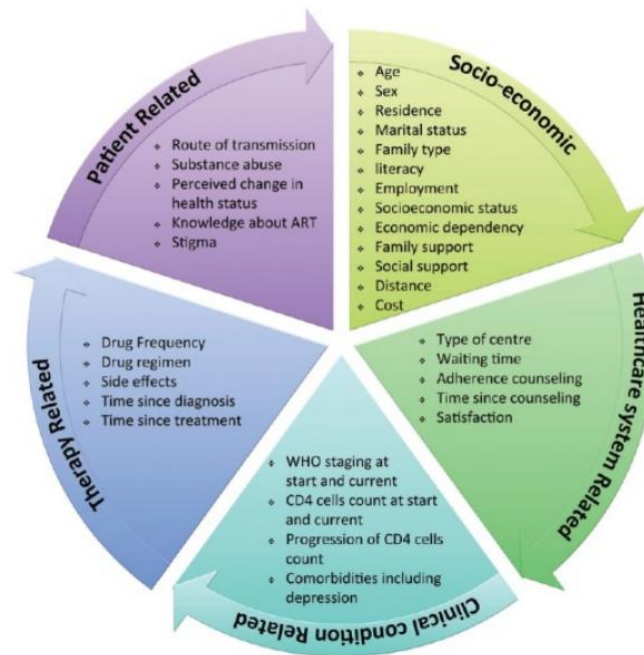 Patient Related
Route of transmission
Substance abuse
Perceived change in
health status
Knowledge about ART
Stigma
Socio-economic
Age
Sex
Residence
Marital status
Family type
literacy
Employment
Socioeconomic status
Economic dependency
Family support
Social support
Distance
Cost
Healthcare system Related
Type of centre
Waiting time
Adherence counseling
Time since counseling
Satisfaction
Clinical condition Related
WHO staging at
start and current
CD4 cells count at start
and current
Progression of CD4 cells
count
Comorbidities including
depression
Therapy Related
Drug Frequency
Drug regimen
Side effects
Time since diagnosis
Time since treatment